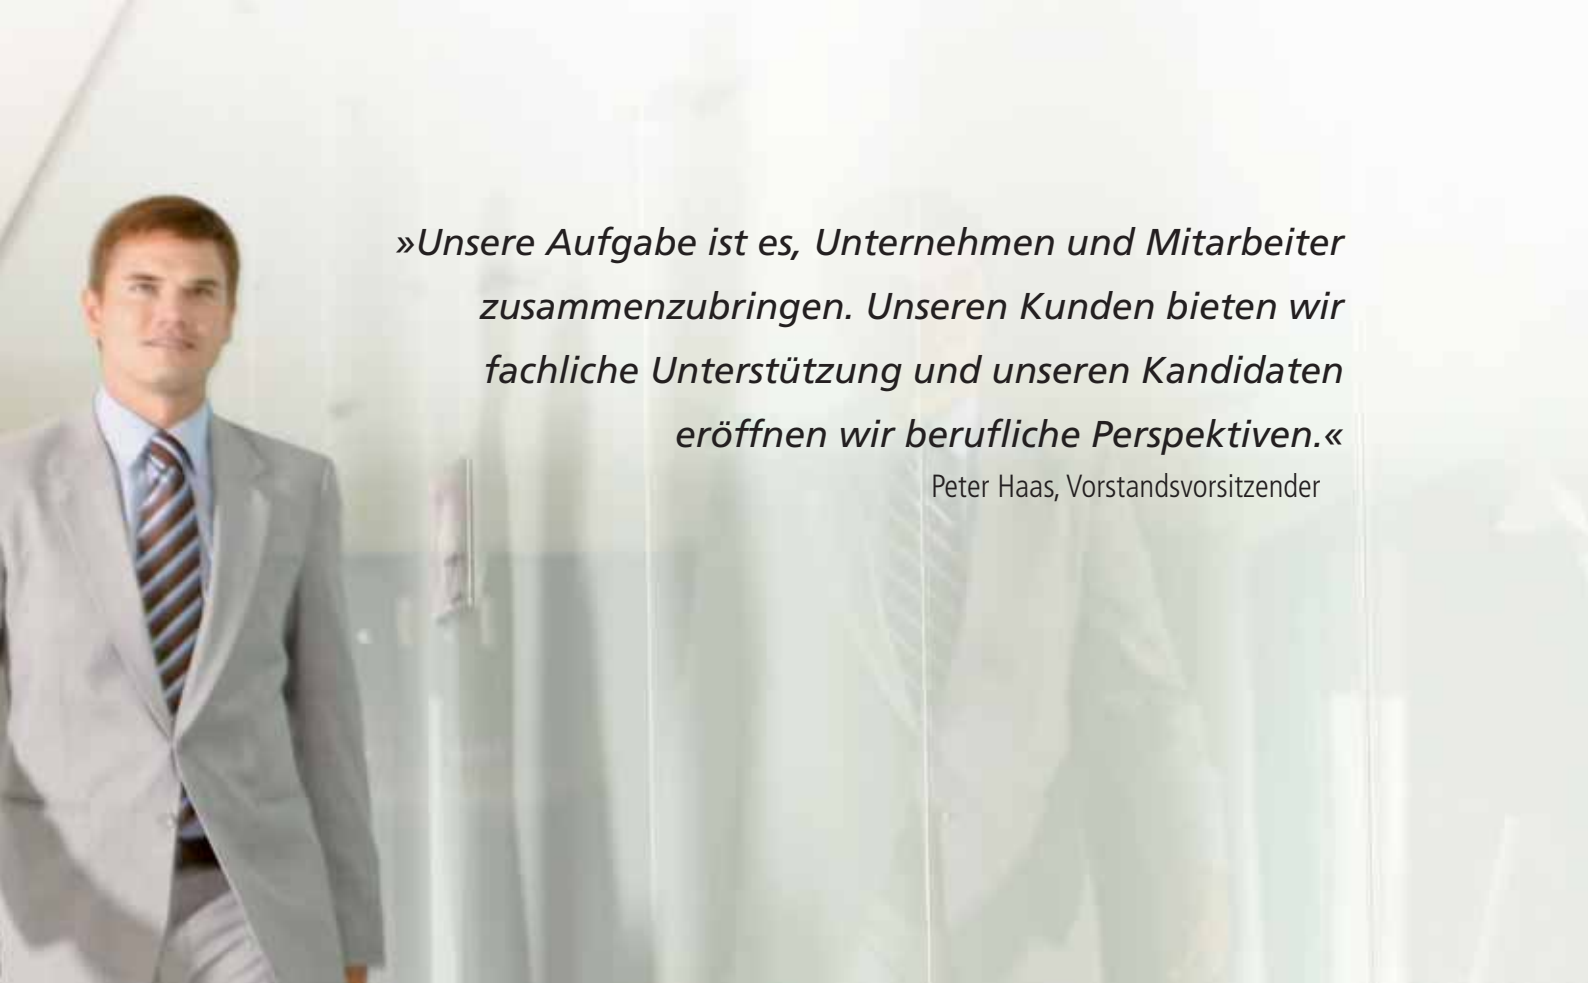 »Unsere Aufgabe ist es, Unternehmen und Mitarbeiter
zusammenzubringen. Unseren Kunden bieten wir
fachliche Unterstützung und unseren Kandidaten
eröffnen wir berufliche Perspektiven.«
Peter Haas, Vorstandsvorsitzender